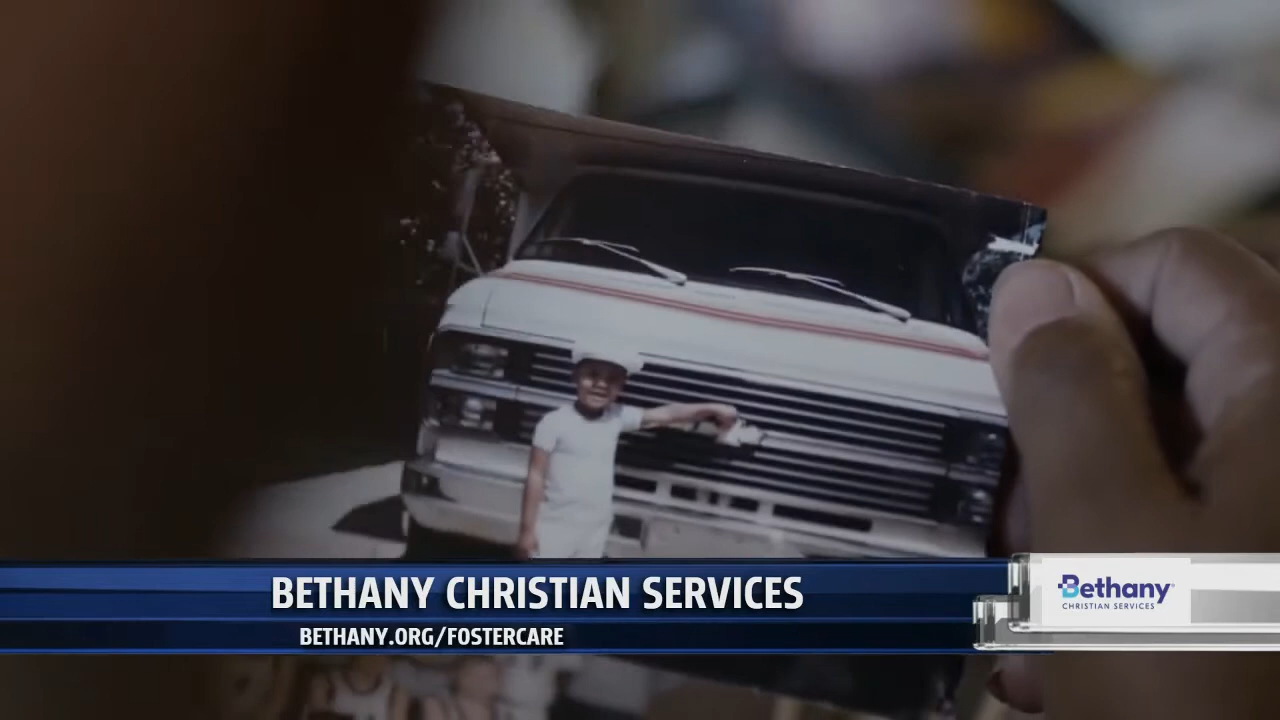 BETHANY CHRISTIAN SERVICES
BETHANY.ORG/FOSTERCARE
Bethany
CHRISTIAN SERVICES